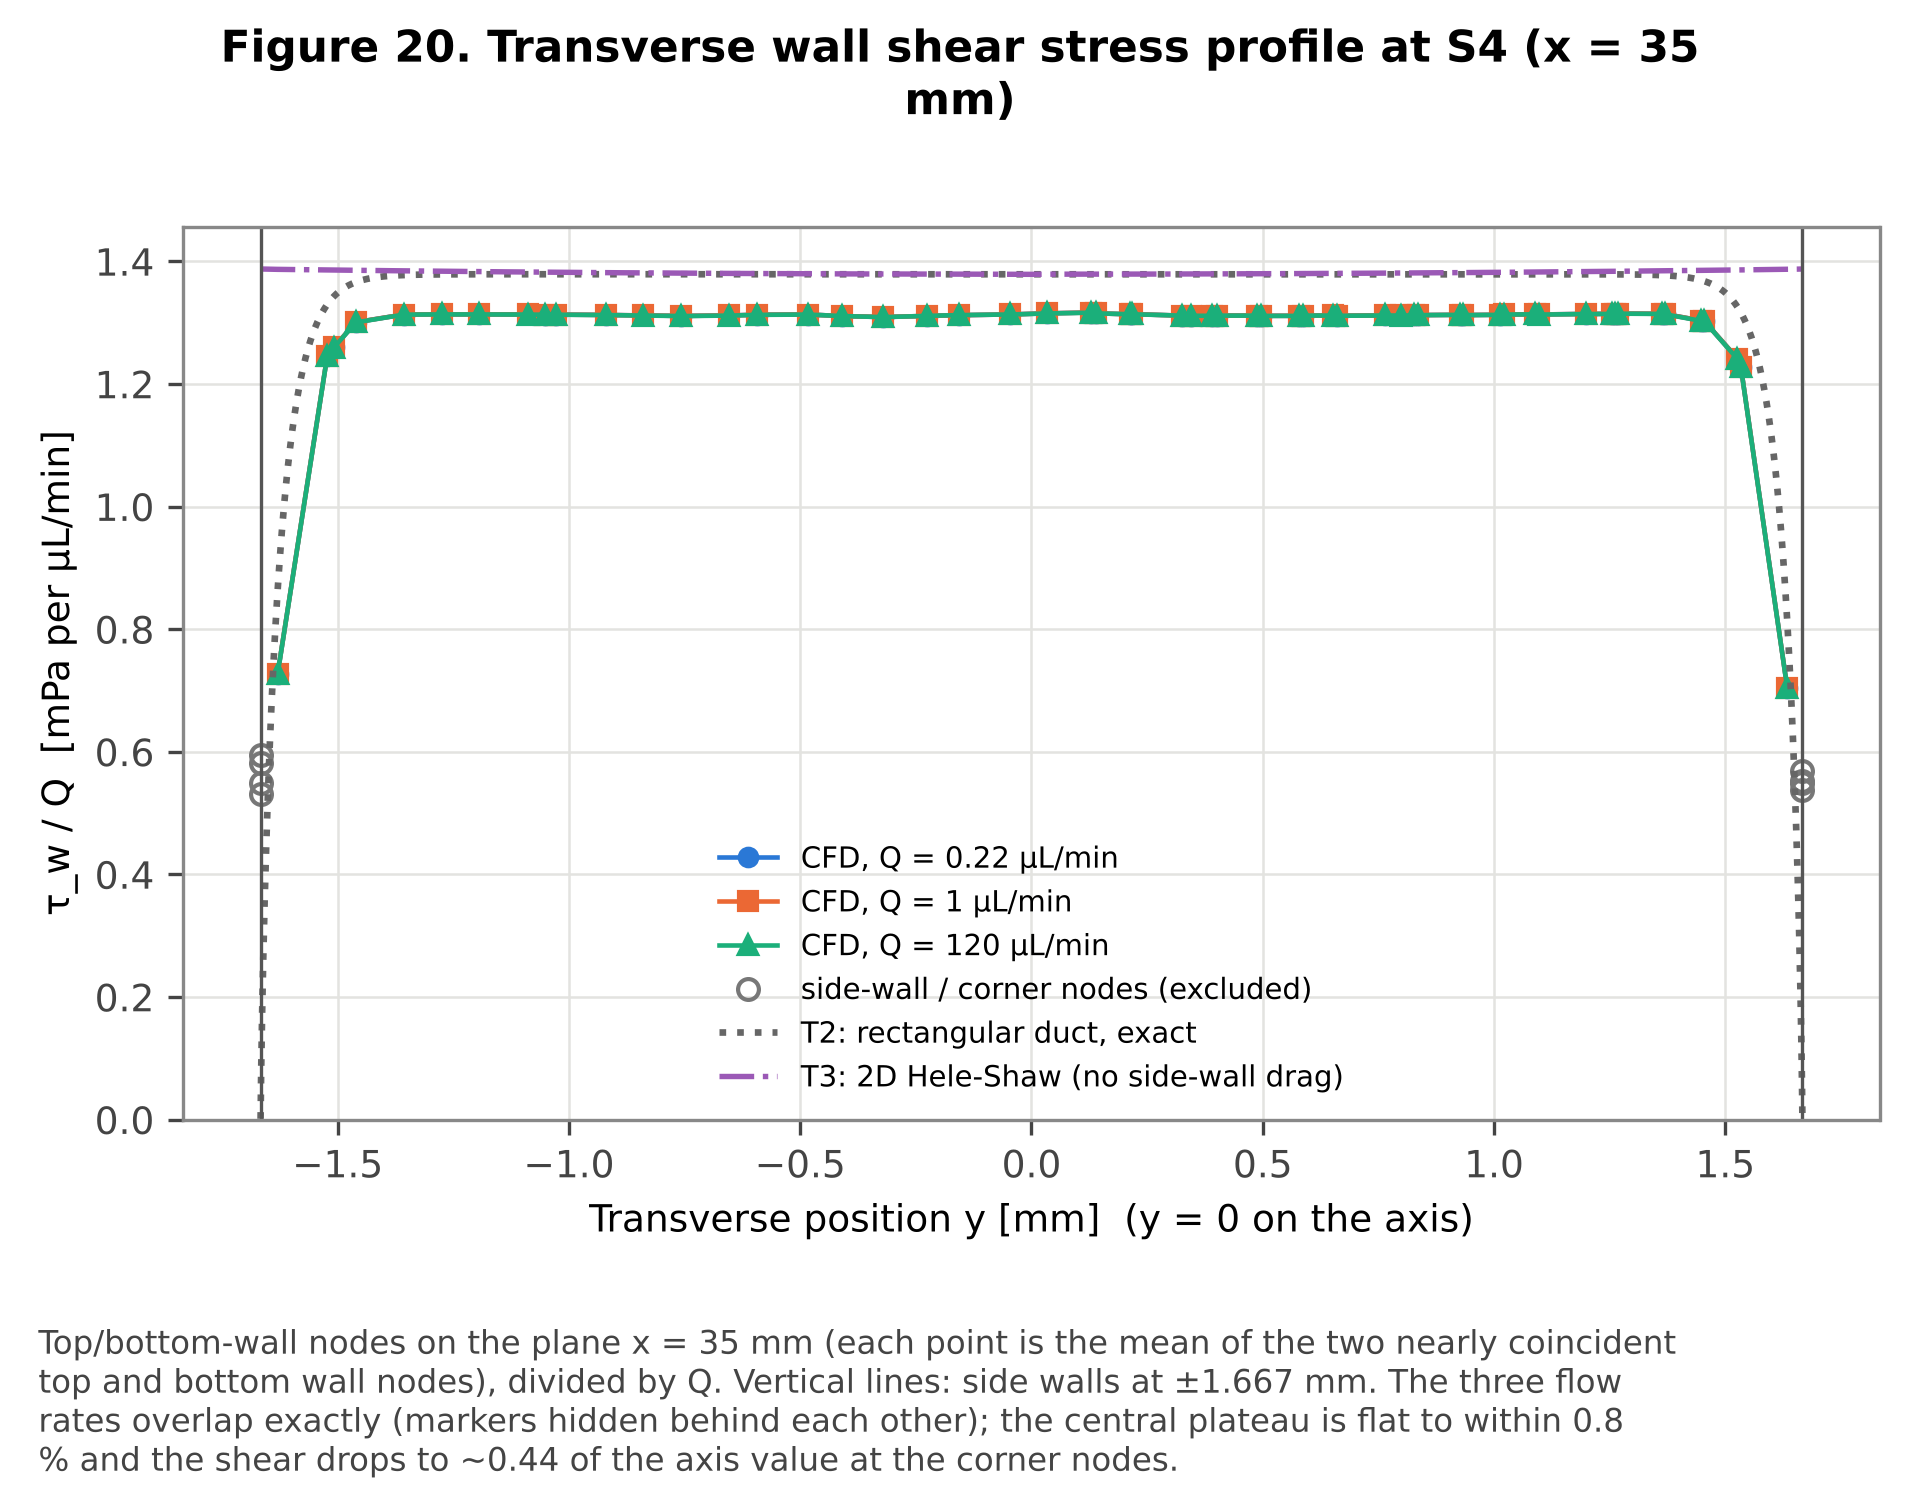 Figure 20. Transverse wall shear stress profile at S4 (x = 35
mm)
τ_w / Q  [mPa per µL/min]
1.4
1.2
1.0
0.8
0.6
0.4
0.2
0.0
CFD, Q = 0.22 µL/min
CFD, Q = 1 µL/min
CFD, Q = 120 µL/min
side-wall / corner nodes (excluded)
T2: rectangular duct, exact
T3: 2D Hele-Shaw (no side-wall drag)
−1.5 −1.0 −0.5 0.0 0.5 1.0 1.5
Transverse position y [mm]  (y = 0 on the axis)
Top/bottom-wall nodes on the plane x = 35 mm (each point is the mean of the two nearly coincident
top and bottom wall nodes), divided by Q. Vertical lines: side walls at ±1.667 mm. The three flow
rates overlap exactly (markers hidden behind each other); the central plateau is flat to within 0.8
% and the shear drops to ~0.44 of the axis value at the corner nodes.